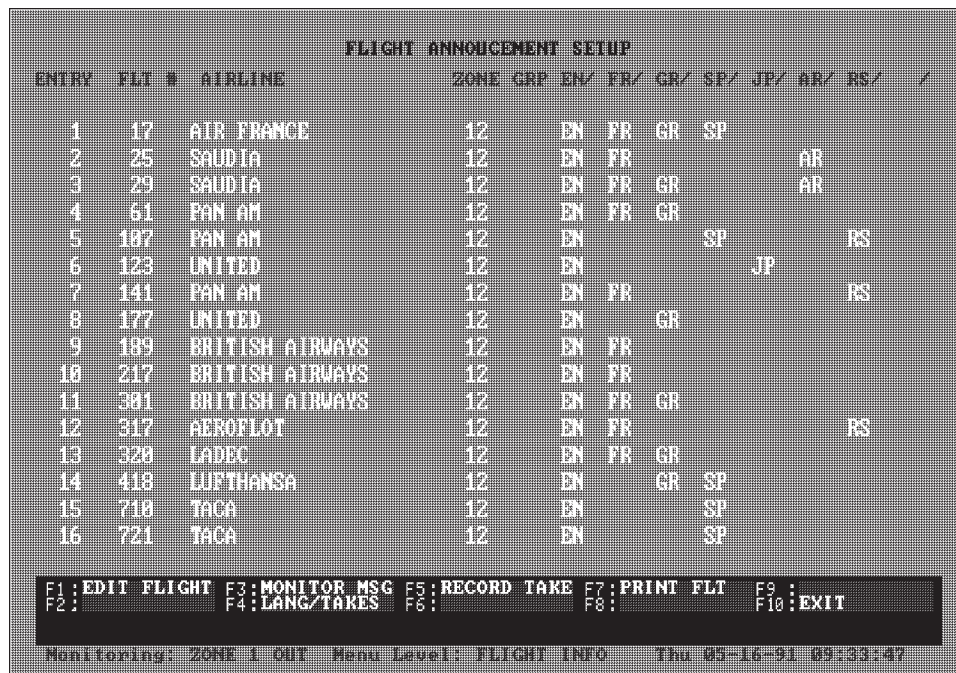 FLIGHT ANNOUCEMENT SETUP
ENTRY FLT # AIRLINE ZONE GRP EN/ FR/ GR/ SP/ JP/ AR/ RS/ /
1 17 AIR FRANCE 12 EN FR GR SP
2 25 SAUDIA 12 EN FR AR
3 29 SAUDIA 12 EN FR GR AR
4 61 PAN AM 12 EN FR GR
5 107 PAN AM 12 EN SP RS
6 123 UNITED 12 EN JP
7 141 PAN AM 12 EN FR RS
8 177 UNITED 12 EN GR
9 189 BRITISH AIRWAYS 12 EN FR
10 217 BRITISH AIRWAYS 12 EN FR
11 301 BRITISH AIRWAYS 12 EN FR GR
12 317 AEROFLOT 12 EN FR RS
13 320 LADEC 12 EN FR GR
14 418 LUFTHANSA 12 EN GR SP
15 710 TACA 12 EN SP
16 721 TACA 12 EN SP
F1:EDIT FLIGHT F3:MONITOR MSG F5:RECORD TAKE F7:PRINT FLT F9 :
F2: F4:LANG/TAKES F6: F8: F10:EXIT
Monitoring: ZONE 1 OUT Menu Level: FLIGHT INFO Thu 05-16-91 09:33:47